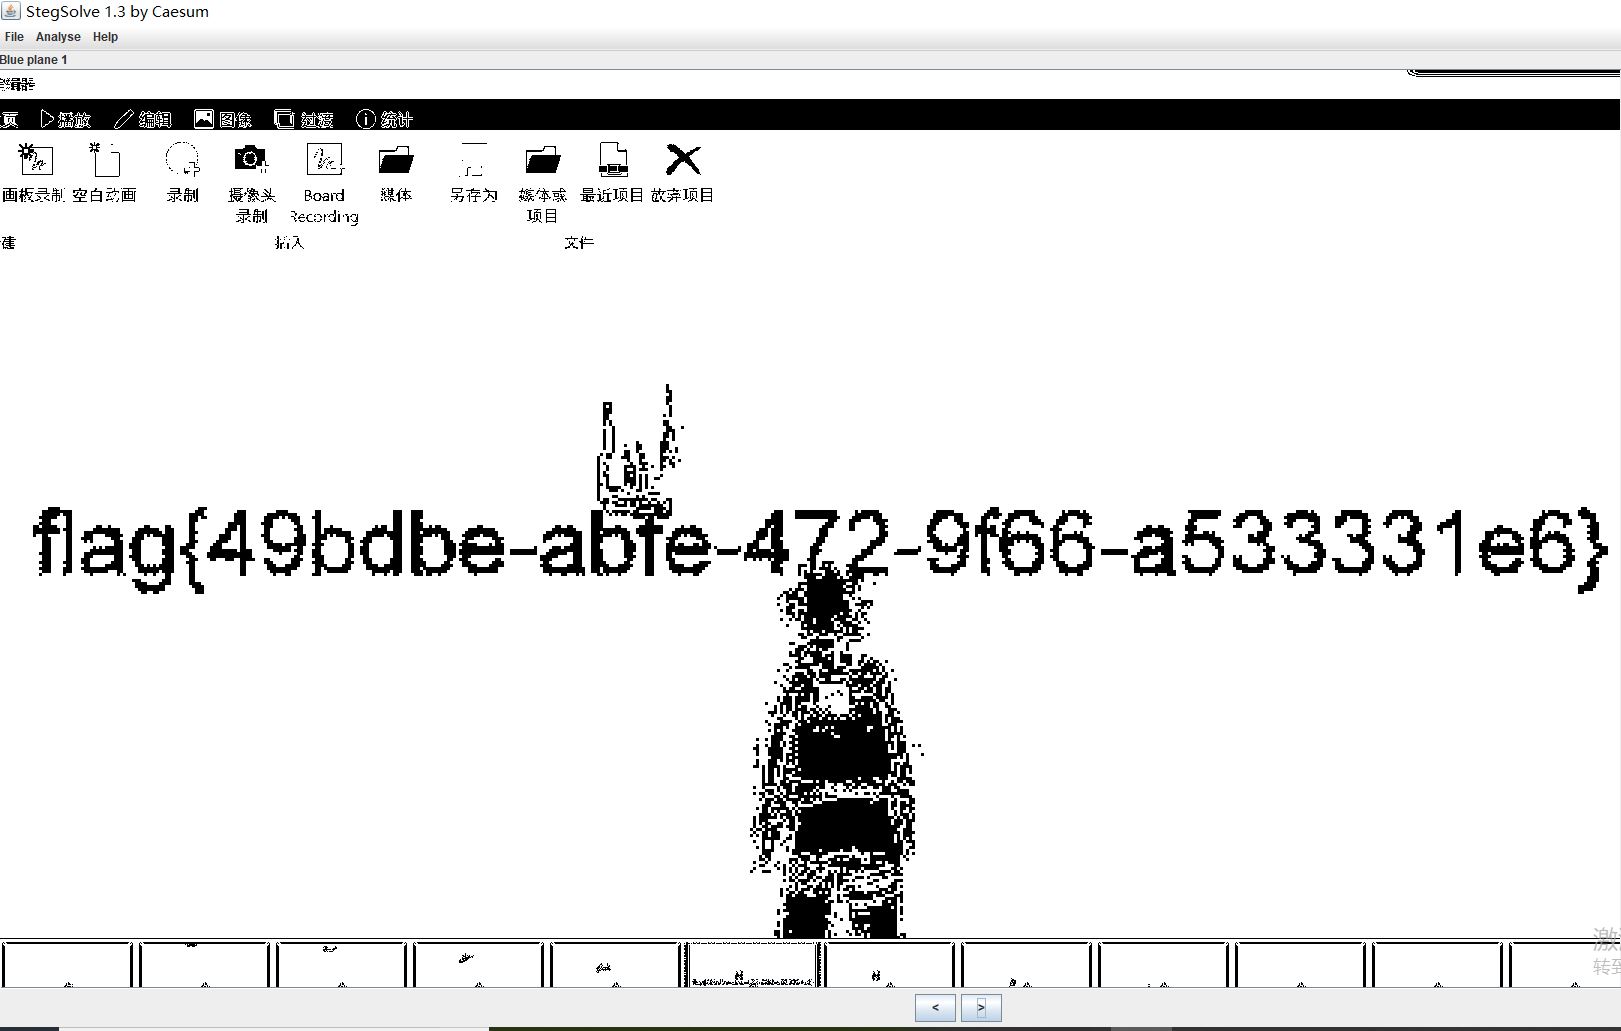 StegSolve 1.3 by Caesum
File Analyse Help
Blue plane 1
编辑器
页 播放 编辑 图像 过渡 统计
画板录制 空白动画 录制 摄像头 Board 媒体 另存为 媒体或 最近项目 放弃项目
录制 Recording 项目
建 插入 文件
flag{49bdbe-abfe-472-9f66-a533331e6}
激
转到
< >